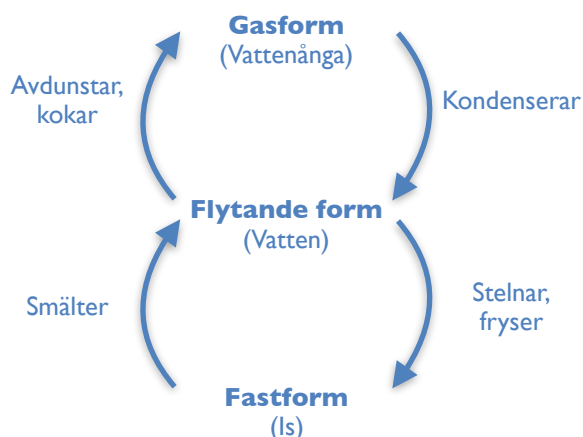 Gasform
(Vattenånga)
Avdunstar,
kokar
Kondenserar
Flytande form
(Vatten)
Smälter
Stelnar,
fryser
Fastform
(Is)